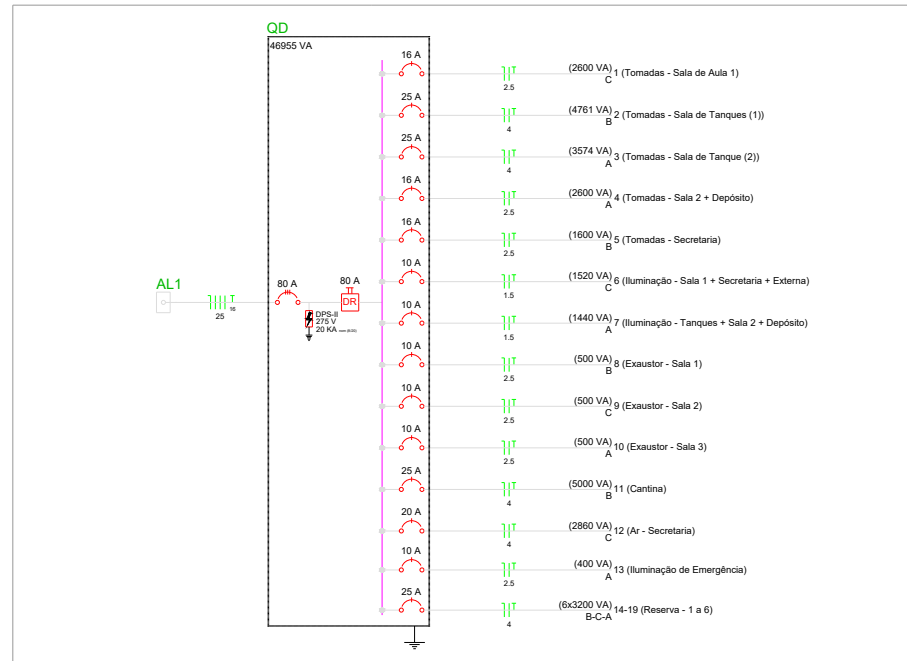 QD
46955 VA
16 A
(2600 VA) 1 (Tomadas - Sala de Aula 1)
C
2.5
25 A
(4761 VA) 2 (Tomadas - Sala de Tanques (1))
B
4
25 A
(3574 VA) 3 (Tomadas - Sala de Tanque (2))
A
4
16 A
(2600 VA) 4 (Tomadas - Sala 2 + Depósito)
A
2.5
16 A
(1600 VA) 5 (Tomadas - Secretaria)
B
2.5
10 A
(1520 VA) 6 (Iluminação - Sala 1 + Secretaria + Externa)
C
1.5
AL1
T
25
16
80 A
80 A
DR
DPS-II
275 V
20 KA
10 A
(1440 VA) 7 (Iluminação - Tanques + Sala 2 + Depósito)
A
1.5
10 A
(500 VA) 8 (Exaustor - Sala 1)
B
2.5
10 A
(500 VA) 9 (Exaustor - Sala 2)
C
2.5
10 A
(500 VA) 10 (Exaustor - Sala 3)
A
2.5
25 A
(5000 VA) 11 (Cantina)
B
4
20 A
(2860 VA) 12 (Ar - Secretaria)
C
4
10 A
(400 VA) 13 (Iluminação de Emergência)
A
2.5
25 A
(6x3200 VA) 14-19 (Reserva - 1 a 6)
B-C-A
4